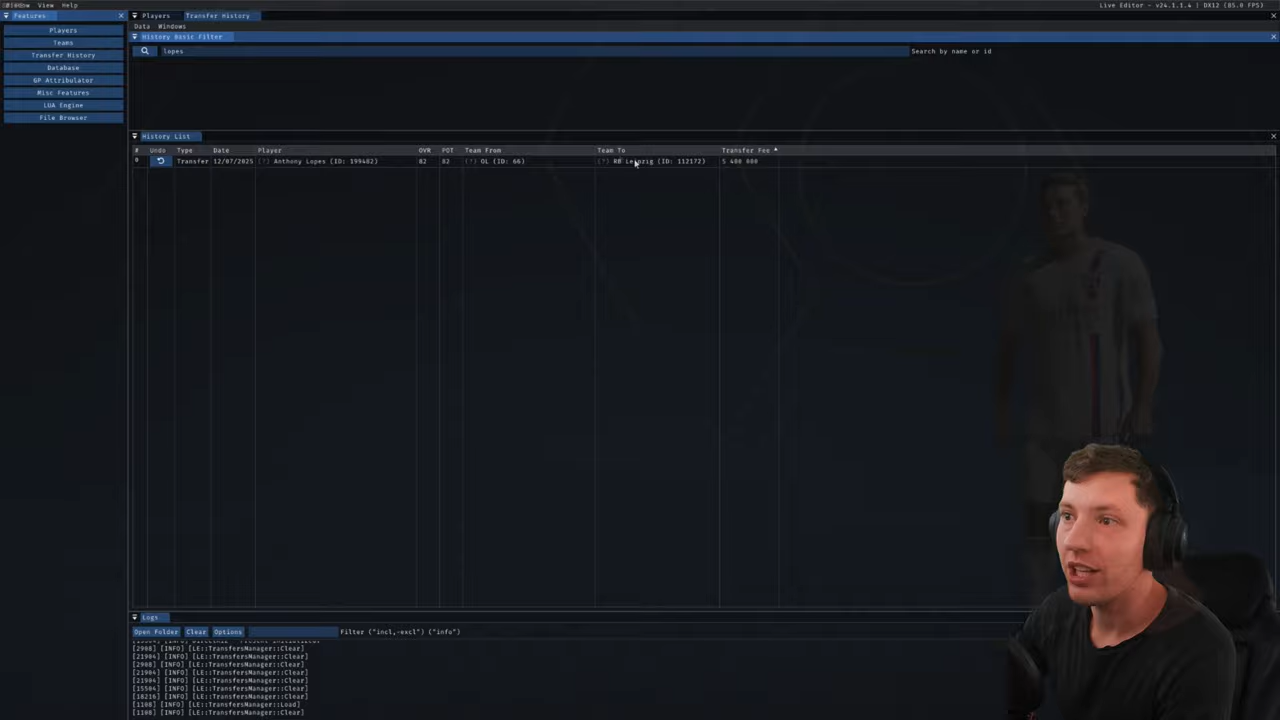 View Help
Live Editor - v24.1.1.4 | DX12 (85.0 FPS)
Features
Players
Teams
Transfer History
Database
GP Attributor
Misc Features
LUA Engine
File Browser
Players Transfer History
Data Windows
History Basic Filter
lopes Search by name or id
History List
# Undo Type Date Player OVR POT Team From Team To Transfer Fee
0 Transfer 12/07/2025 (?) Anthony Lopes (ID: 199482) 82 82 (?) OL (ID: 66) (?) RB Leipzig (ID: 112172) 5 400 000
Logs
Open Folder Clear Options Filter ("incl,-excl") ("info")
[2908] [INFO] [LE::TransfersManager::Clear]
[21904] [INFO] [LE::TransfersManager::Clear]
[2908] [INFO] [LE::TransfersManager::Clear]
[21904] [INFO] [LE::TransfersManager::Clear]
[21904] [INFO] [LE::TransfersManager::Clear]
[15504] [INFO] [LE::TransfersManager::Clear]
[18216] [INFO] [LE::TransfersManager::Clear]
[1108] [INFO] [LE::TransfersManager::Load]
[1108] [INFO] [LE::TransfersManager::Clear]